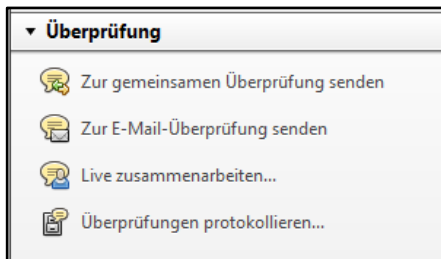 Überprüfung
Zur gemeinsamen Überprüfung senden
Zur E-Mail-Überprüfung senden
Live zusammenarbeiten...
Überprüfungen protokollieren...